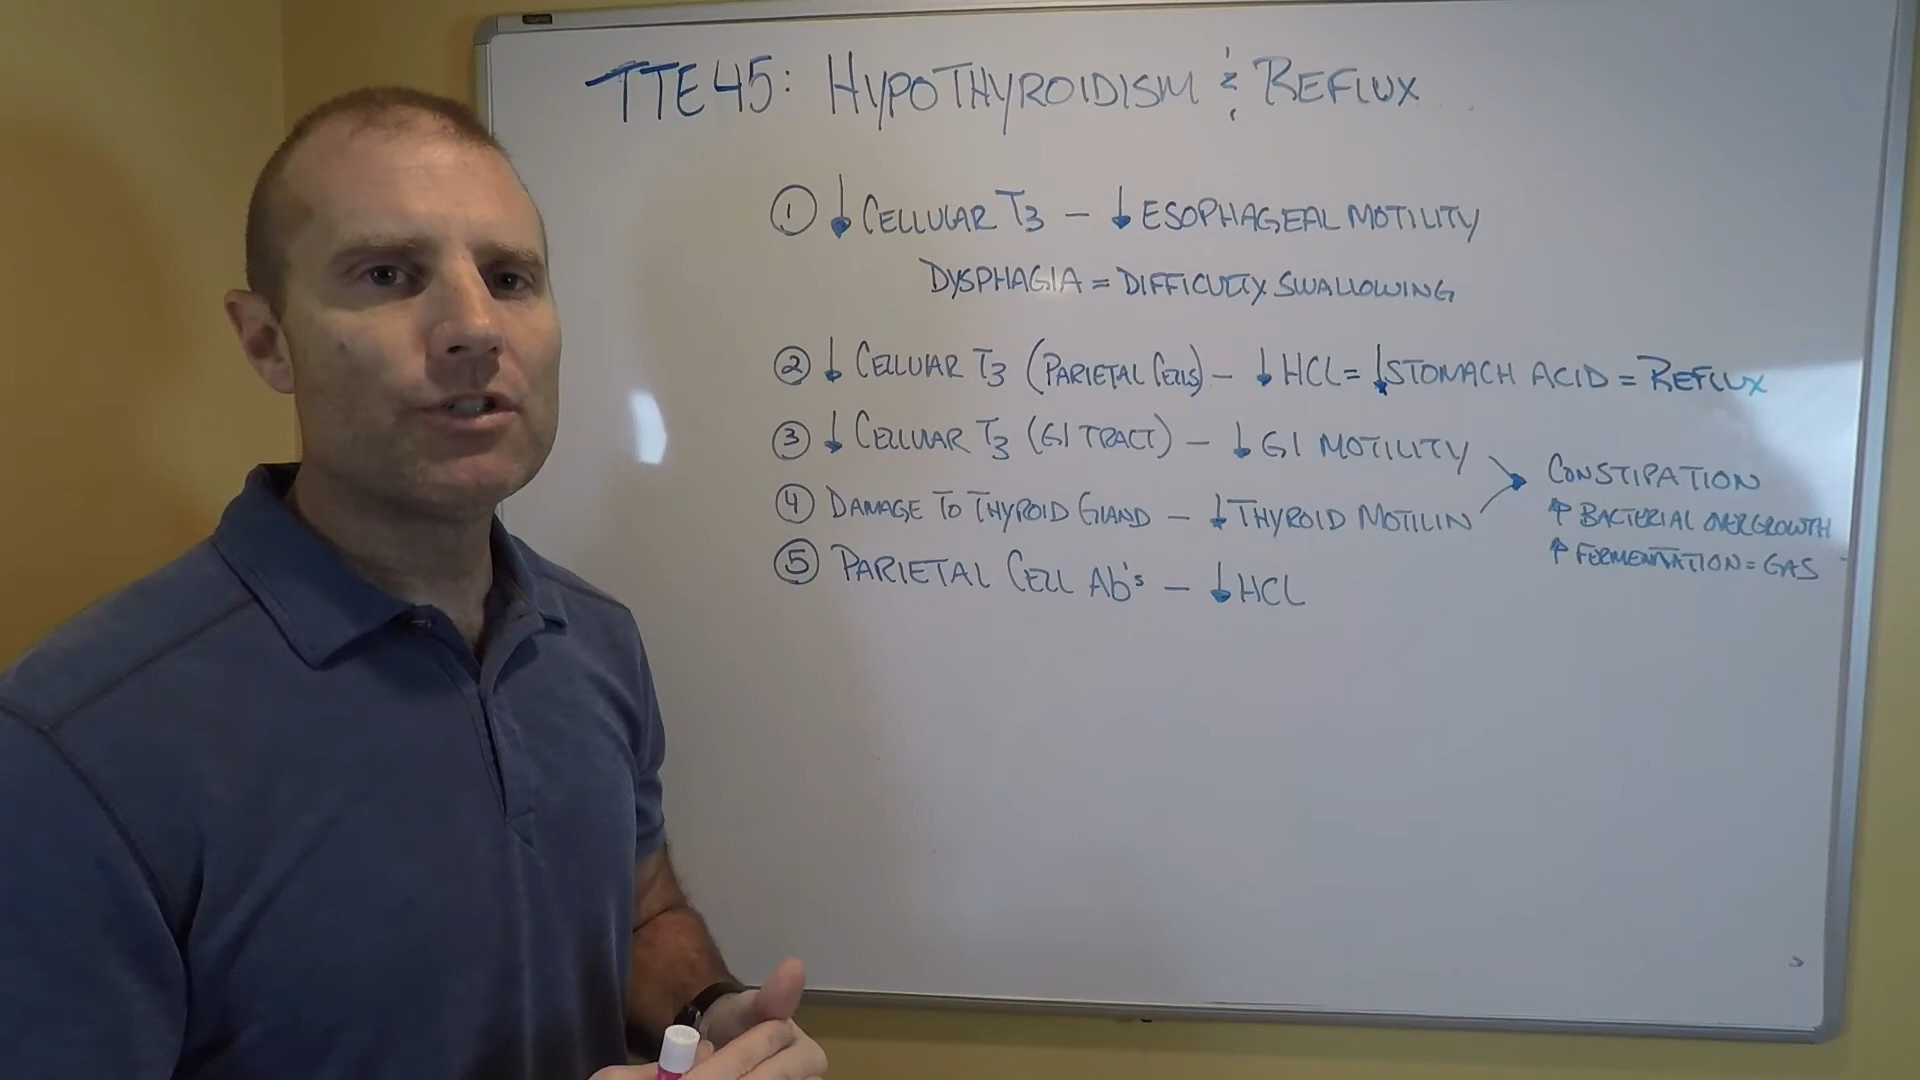 TTE 45: HYPOTHYROIDISM & REFLUX
① ↓ CELLULAR T3 – ↓ ESOPHAGEAL MOTILITY
DYSPHAGIA = DIFFICULTY SWALLOWING
② ↓ CELLULAR T3 (PARIETAL CELLS) – ↓ HCL = ↓ STOMACH ACID = REFLUX
③ ↓ CELLULAR T3 (GI TRACT) – ↓ GI MOTILITY
④ DAMAGE TO THYROID GLAND – ↓ THYROID MOTILIN
CONSTIPATION
↑ BACTERIAL OVERGROWTH
↑ FERMENTATION = GAS
⑤ PARIETAL CELL Ab's – ↓ HCL